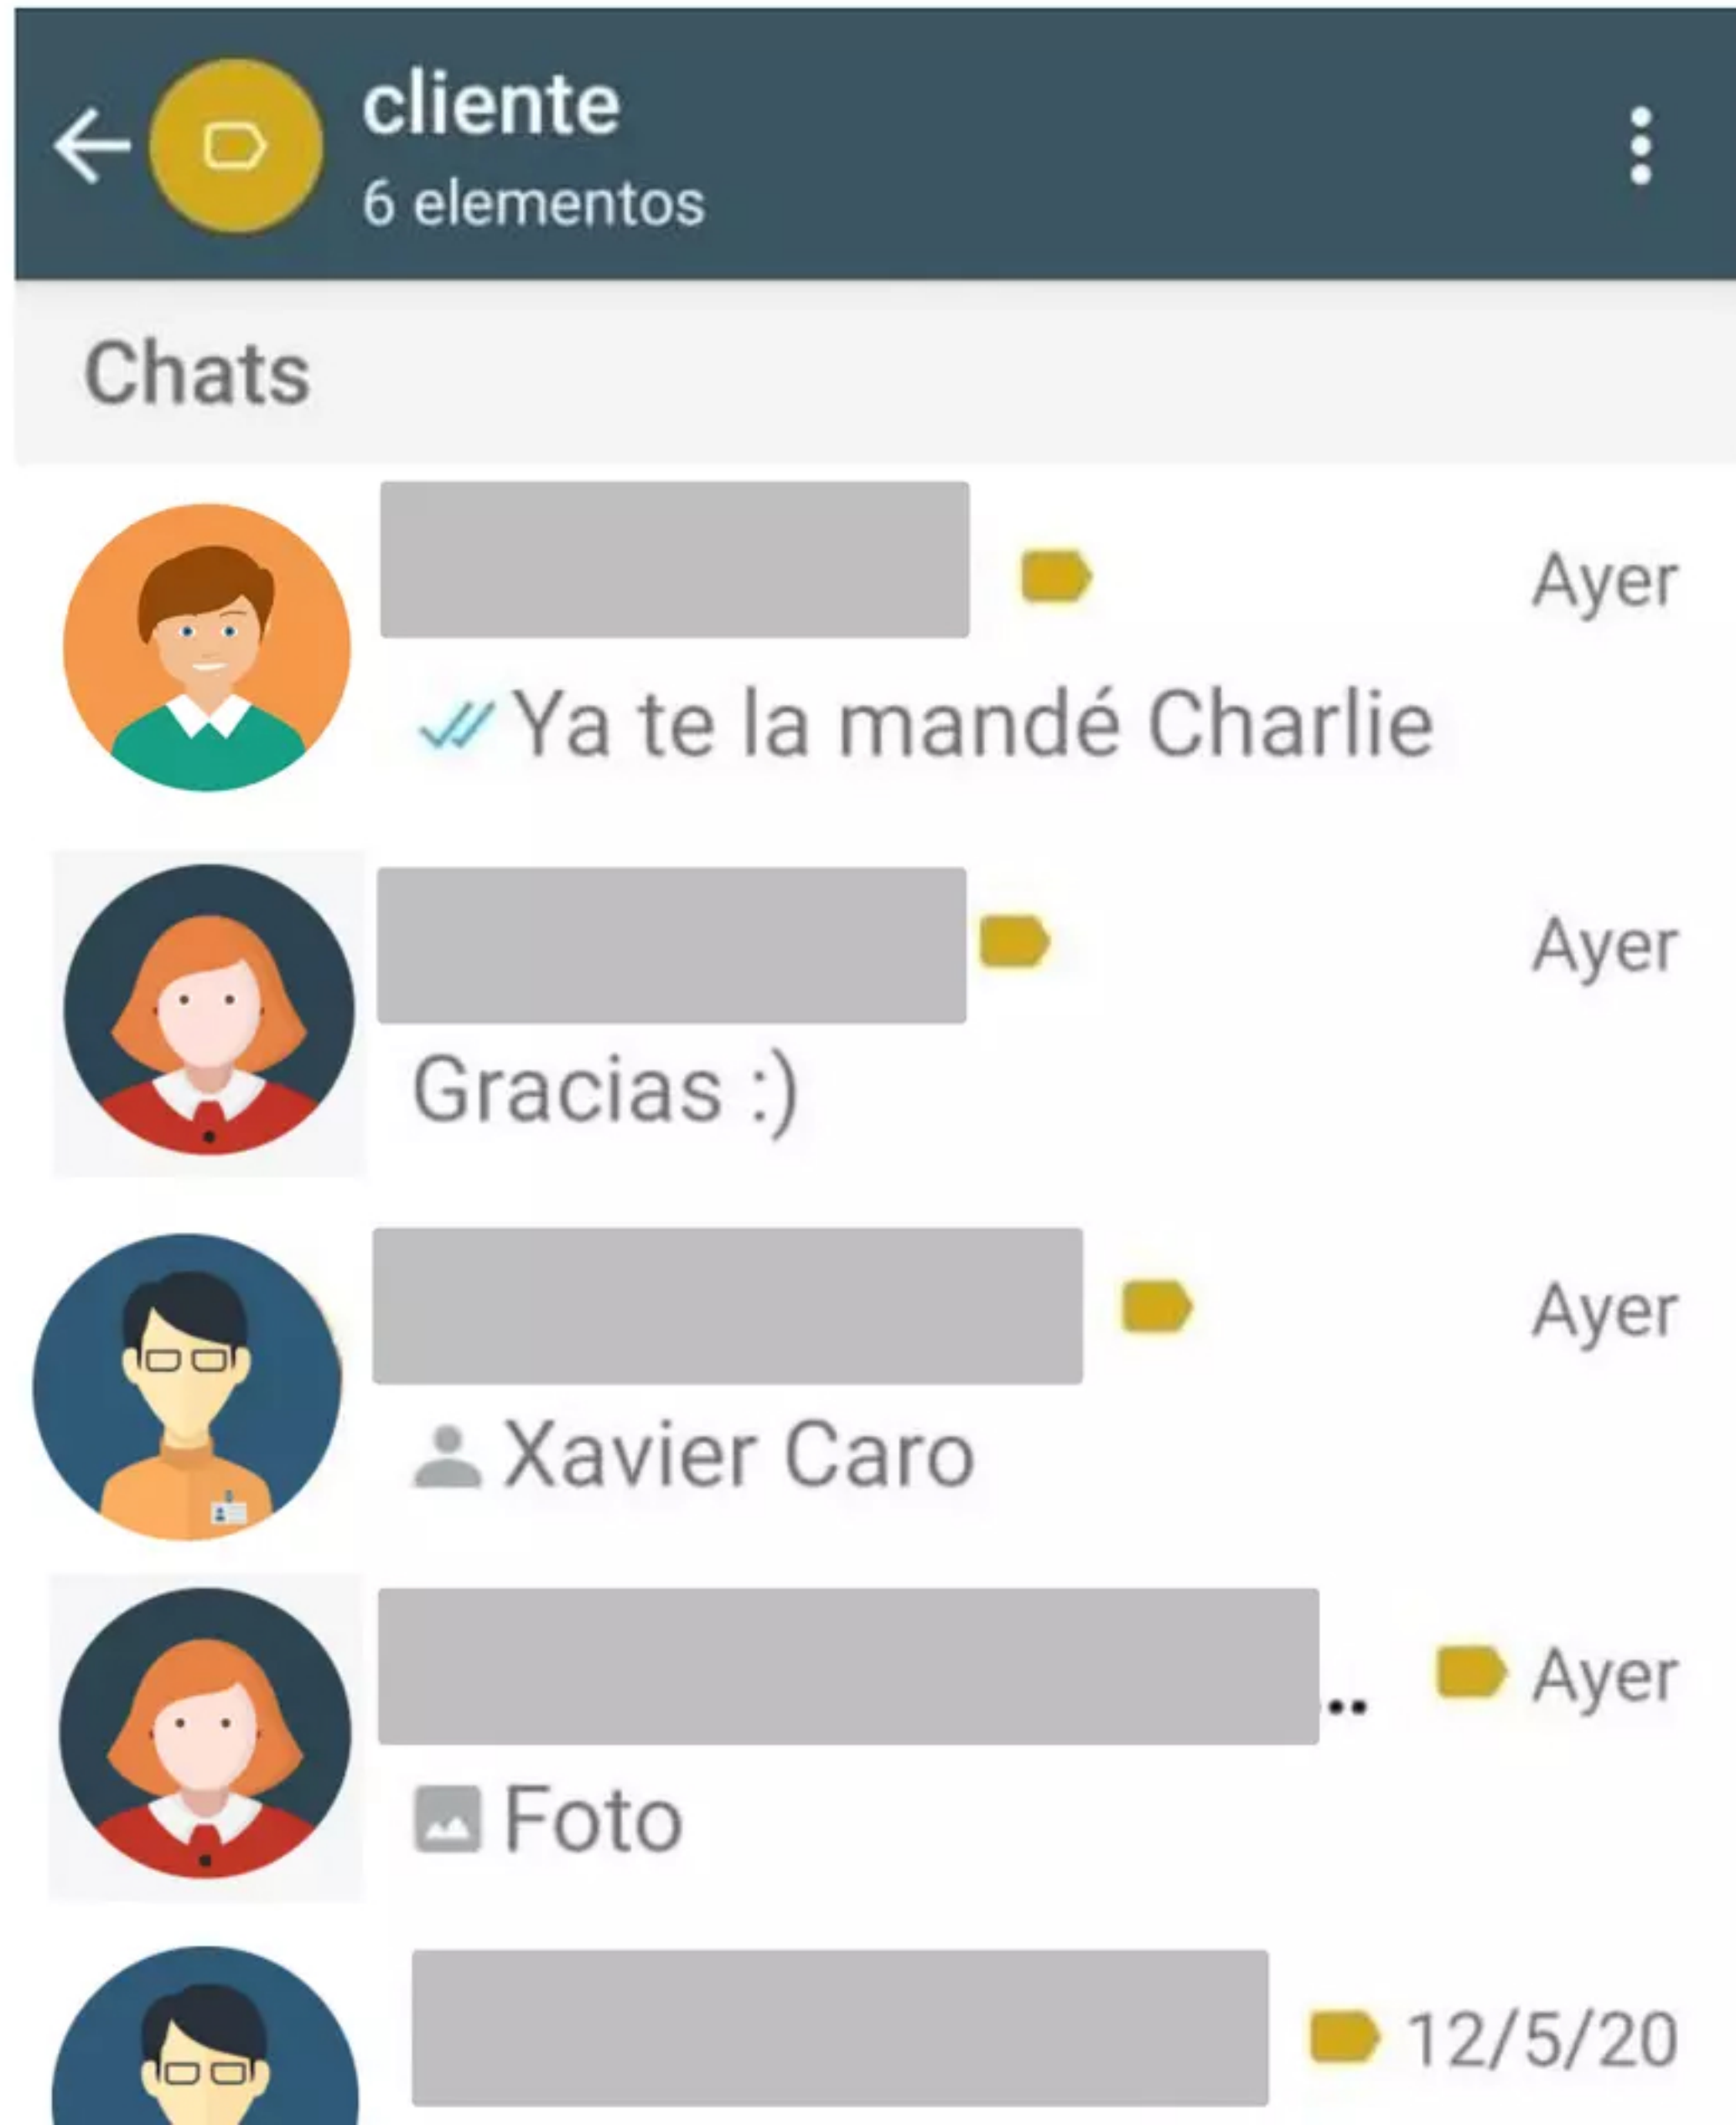 cliente
6 elementos
Chats
Ayer
Ya te la mandé Charlie
Ayer
Gracias :)
Ayer
Xavier Caro
.. Ayer
Foto
12/5/20